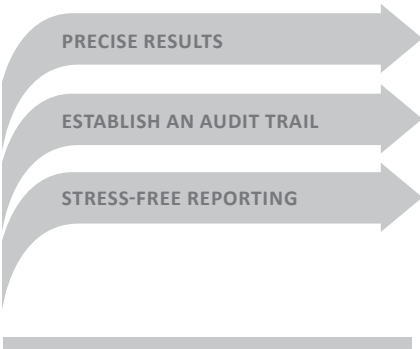 PRECISE RESULTS
ESTABLISH AN AUDIT TRAIL
STRESS-FREE REPORTING